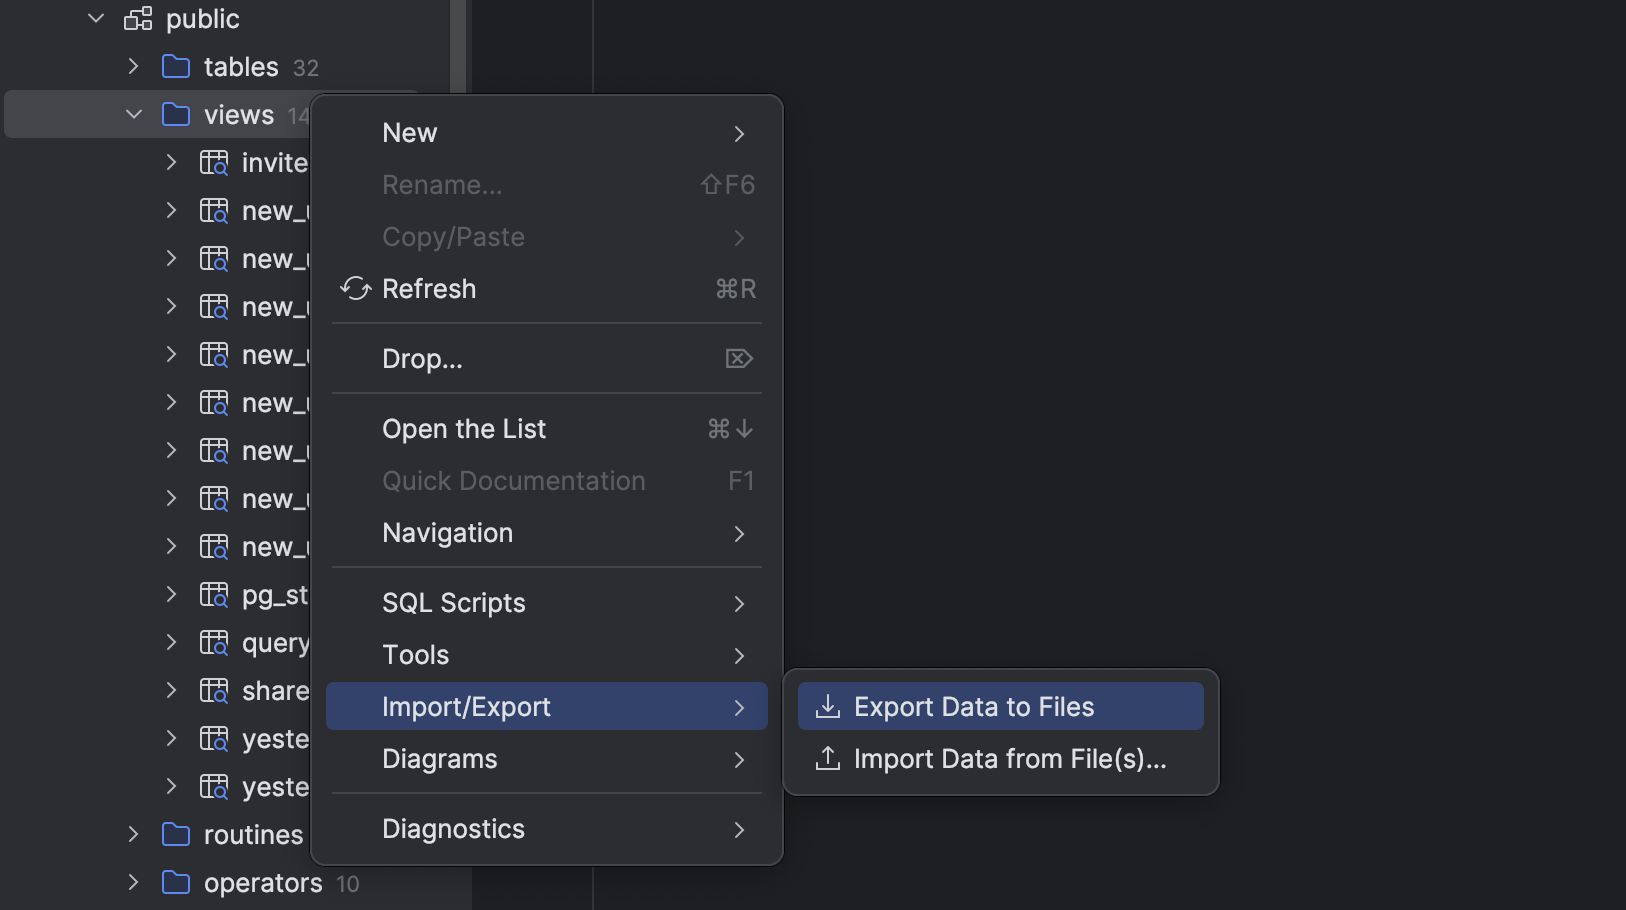 public
tables 32
views 14
invite
new_
new_
new_
new_
new_
new_
new_
new_
pg_st
query
share
yeste
yeste
routines
operators 10
New
Rename... ⇧F6
Copy/Paste
Refresh ⌘R
Drop... ⌦
Open the List ⌘↓
Quick Documentation F1
Navigation
SQL Scripts
Tools
Import/Export
Diagrams
Diagnostics
Export Data to Files
Import Data from File(s)...